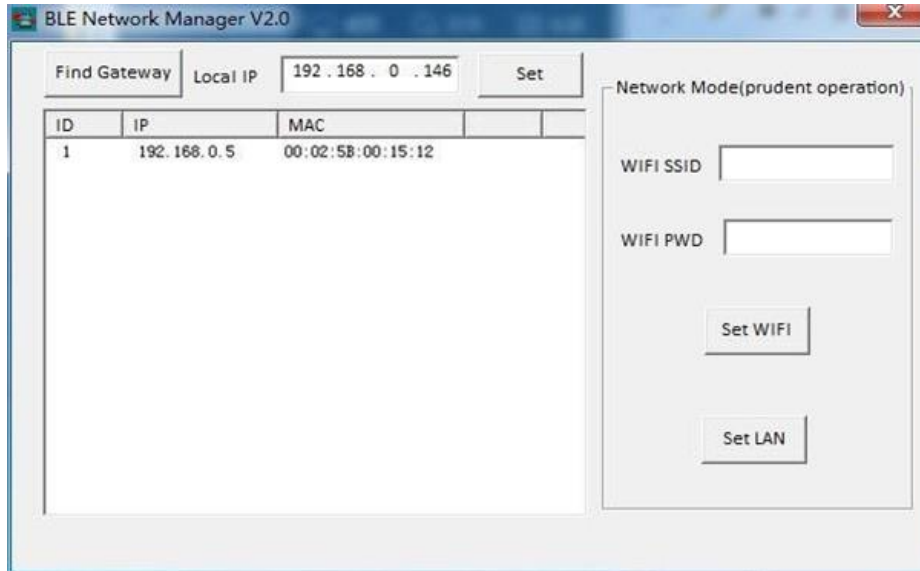 BLE Network Manager V2.0
Find Gateway Local IP 192 . 168 . 0 . 146 Set
Network Mode(prudent operation)
ID IP MAC
1 192.168.0.5 00:02:5B:00:15:12
WIFI SSID
WIFI PWD
Set WIFI
Set LAN